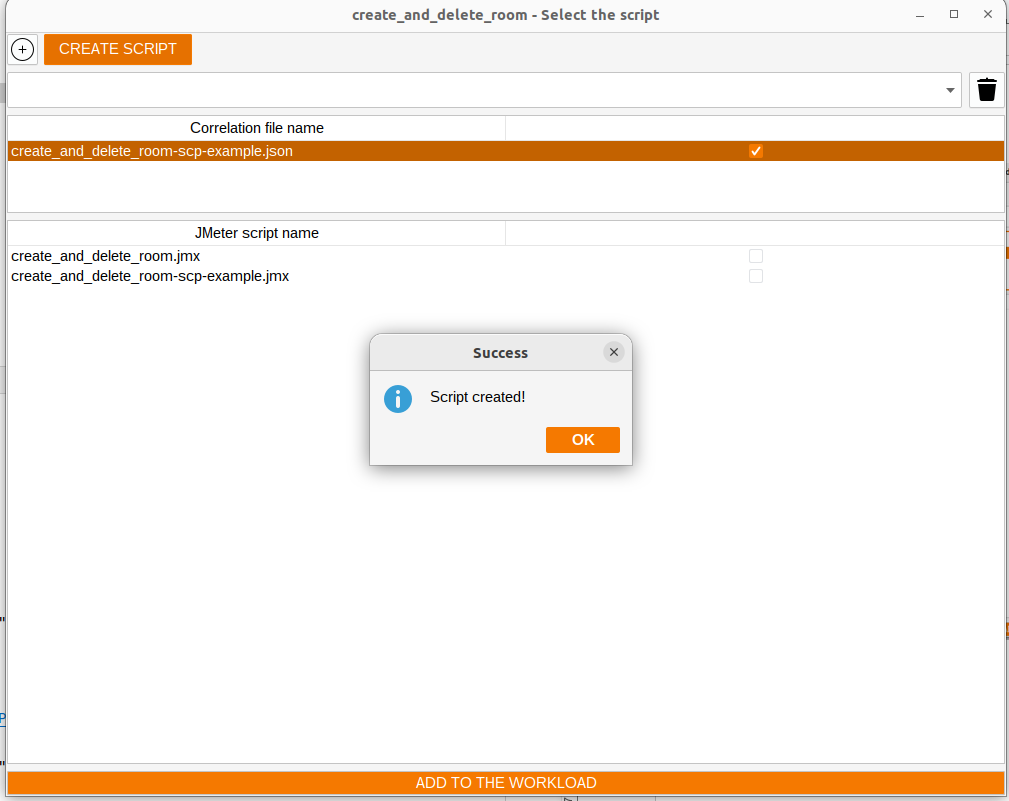 create_and_delete_room - Select the script
CREATE SCRIPT
Correlation file name
create_and_delete_room-scp-example.json
JMeter script name
create_and_delete_room.jmx
create_and_delete_room-scp-example.jmx
Success
Script created!
OK
"
P
"
ADD TO THE WORKLOAD